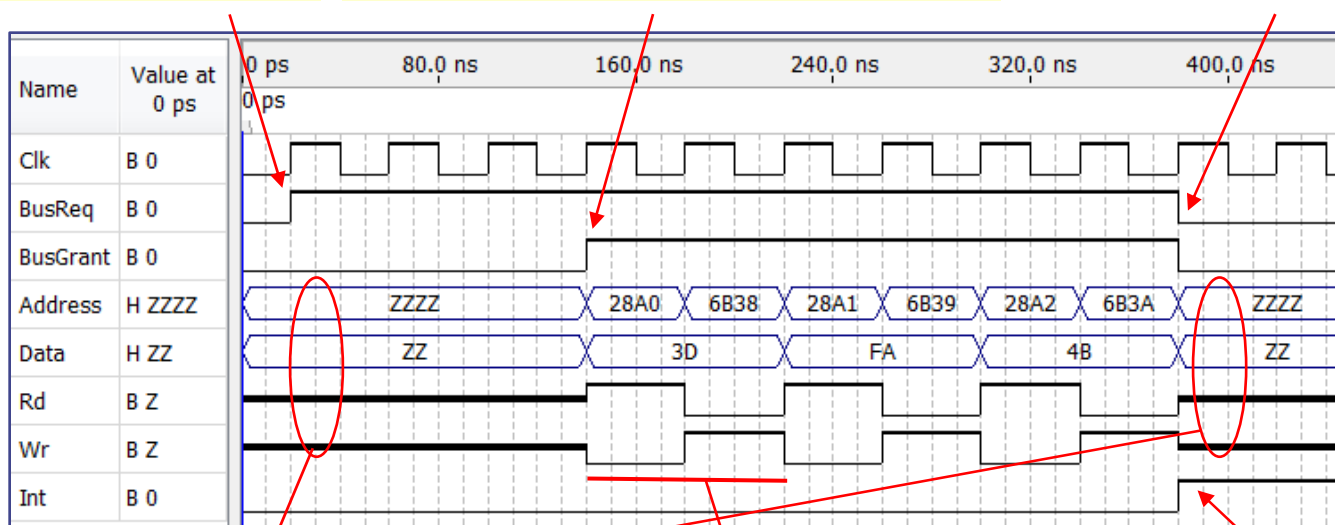 Name Value at 0 ps 0 ps 80.0 ns 160.0 ns 240.0 ns 320.0 ns 400.0 ns
0 ps
Clk B 0
BusReq B 0
BusGrant B 0
Address H ZZZZ ZZZZ 28A0 6B38 28A1 6B39 28A2 6B3A ZZZZ
Data H ZZ ZZ 3D FA 4B ZZ
Rd B Z
Wr B Z
Int B 0